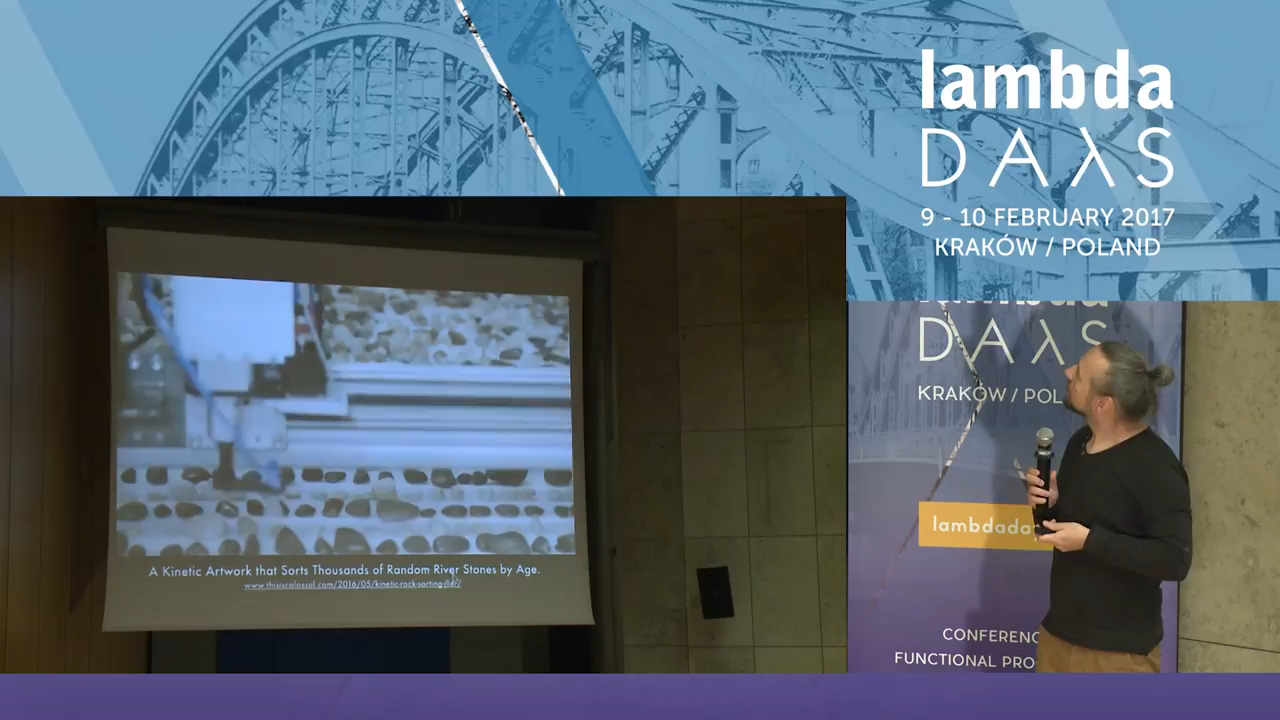 lambda
DAλS
9 - 10 FEBRUARY 2017
KRAKÓW / POLAND
DAλS
KRAKÓW / POL
lambdada
CONFERENC
FUNCTIONAL PRO
A Kinetic Artwork that Sorts Thousands of Random River Stones by Age.
www.thisiscolossal.com/2016/05/kinetic-rock-sorting-jller/